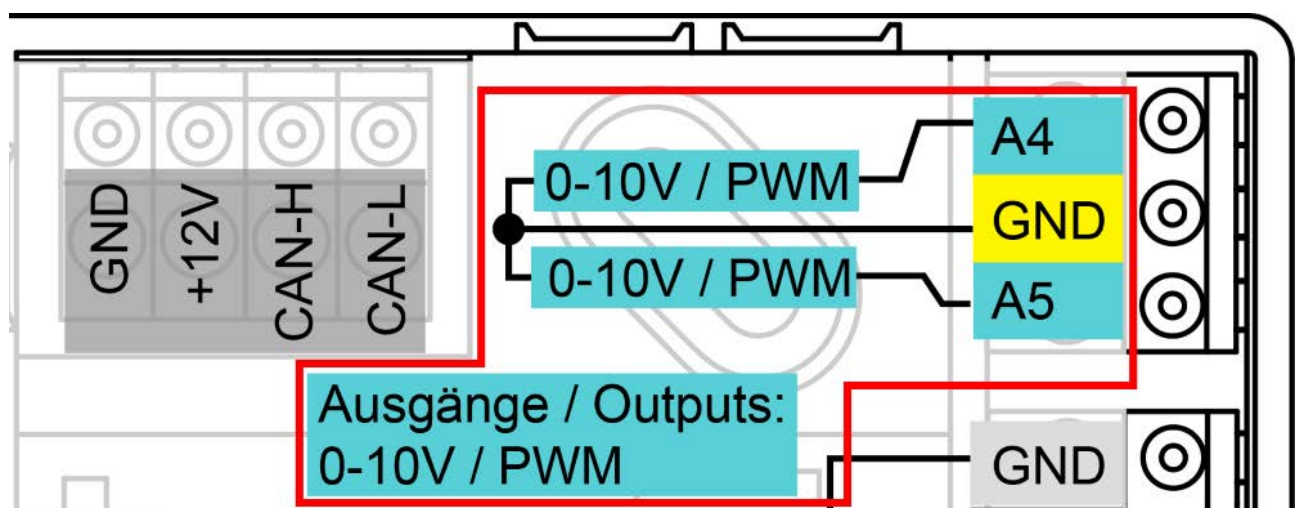 GND
+12V
CAN-H
CAN-L
0-10V / PWM
A4
GND
0-10V / PWM
A5
Ausgänge / Outputs:
0-10V / PWM
GND